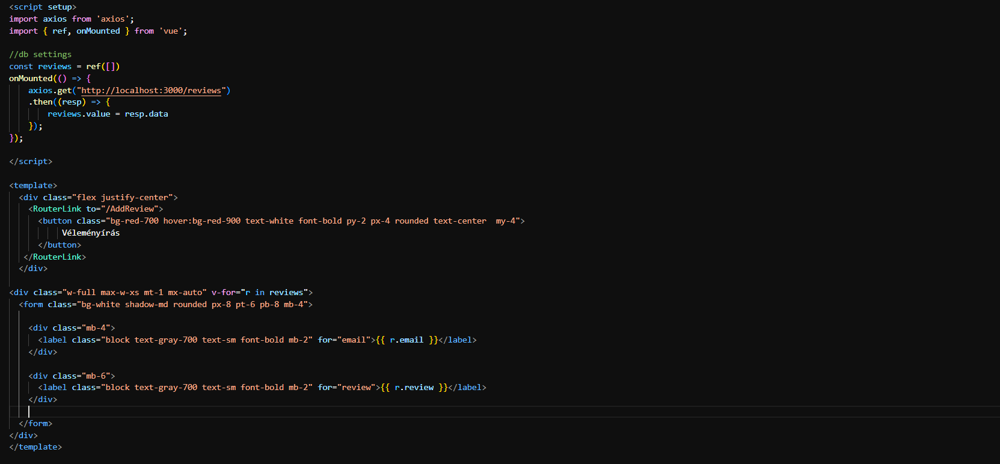 <script setup>
import axios from 'axios';
import { ref, onMounted } from 'vue';
//db settings
const reviews = ref([])
onMounted(() => {
axios.get("http://localhost:3000/reviews")
.then((resp) => {
reviews.value = resp.data
});
});
</script>
<template>
<div class="flex justify-center">
<RouterLink to="/AddReview">
<button class="bg-red-700 hover:bg-red-900 text-white font-bold py-2 px-4 rounded text-center  my-4">
Véleményírás
</button>
</RouterLink>
</div>
<div class="w-full max-w-xs mt-1 mx-auto" v-for="r in reviews">
<form class="bg-white shadow-md rounded px-8 pt-6 pb-8 mb-4">
<div class="mb-4">
<label class="block text-gray-700 text-sm font-bold mb-2" for="email">{{ r.email }}</label>
</div>
<div class="mb-6">
<label class="block text-gray-700 text-sm font-bold mb-2" for="review">{{ r.review }}</label>
</div>
</form>
</div>
</template>